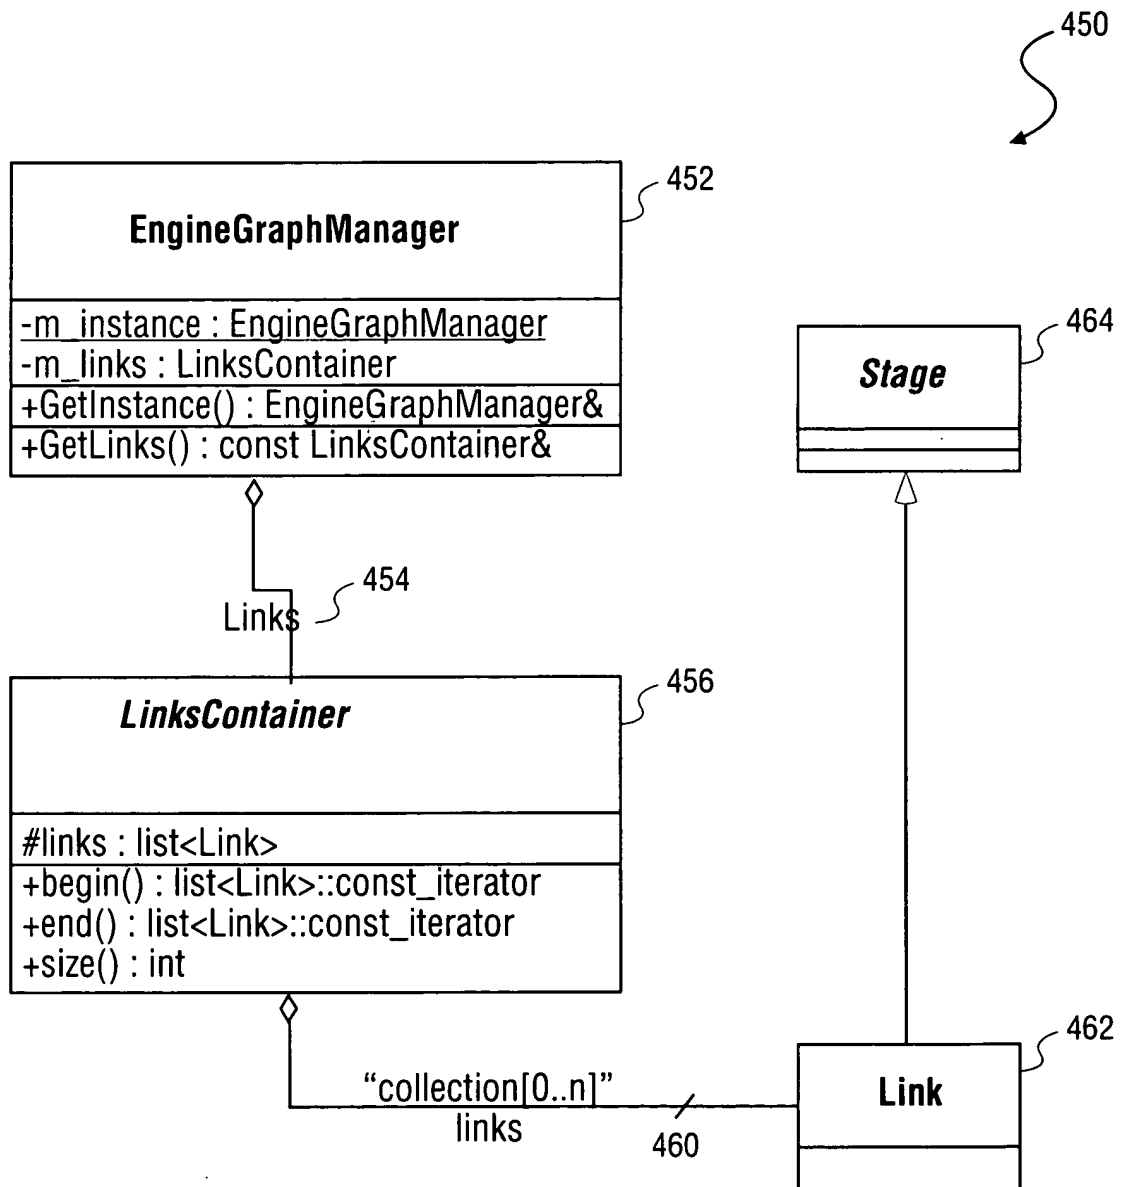 450
452
EngineGraphManager
-m_instance : EngineGraphManager
-m_links : LinksContainer
+GetInstance() : EngineGraphManager&
+GetLinks() : const LinksContainer&
464
Stage
454
Links
456
LinksContainer
#links : list<Link>
+begin() : list<Link>::const_iterator
+end() : list<Link>::const_iterator
+size() : int
462
Link
“collection[0..n]”
links
460